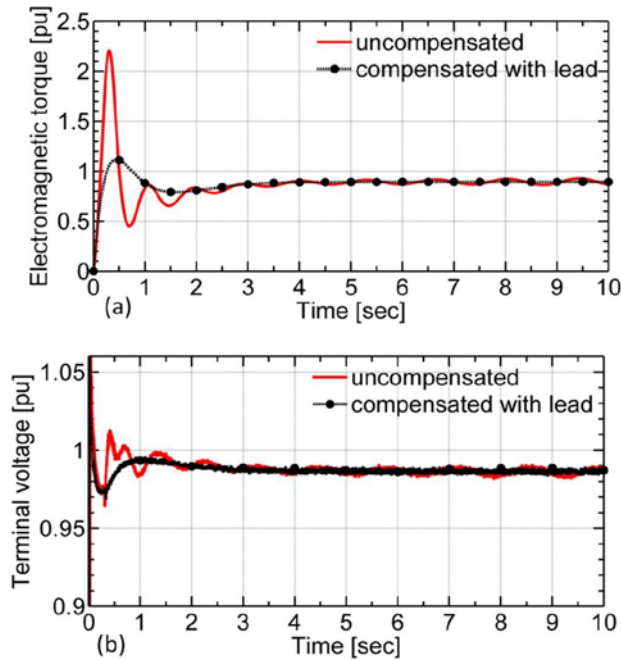 Electromagnetic torque [pu]
2.5
2
1.5
1
0.5
0
uncompensated
compensated with lead
0 1 2 3 4 5 6 7 8 9 10
(a)
Time [sec]
Terminal voltage [pu]
1.05
1
0.95
0.9
uncompensated
compensated with lead
0 1 2 3 4 5 6 7 8 9 10
(b)
Time [sec]